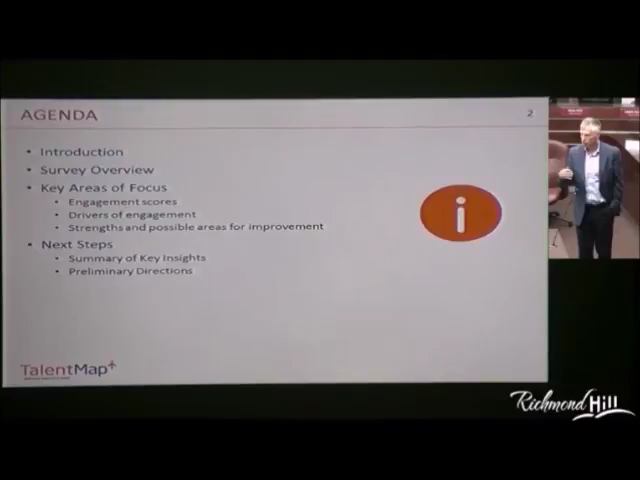 AGENDA
2
• Introduction
• Survey Overview
• Key Areas of Focus
• Engagement scores
• Drivers of engagement
• Strengths and possible areas for improvement
• Next Steps
• Summary of Key Insights
• Preliminary Directions
i
TalentMap+
Richmond Hill